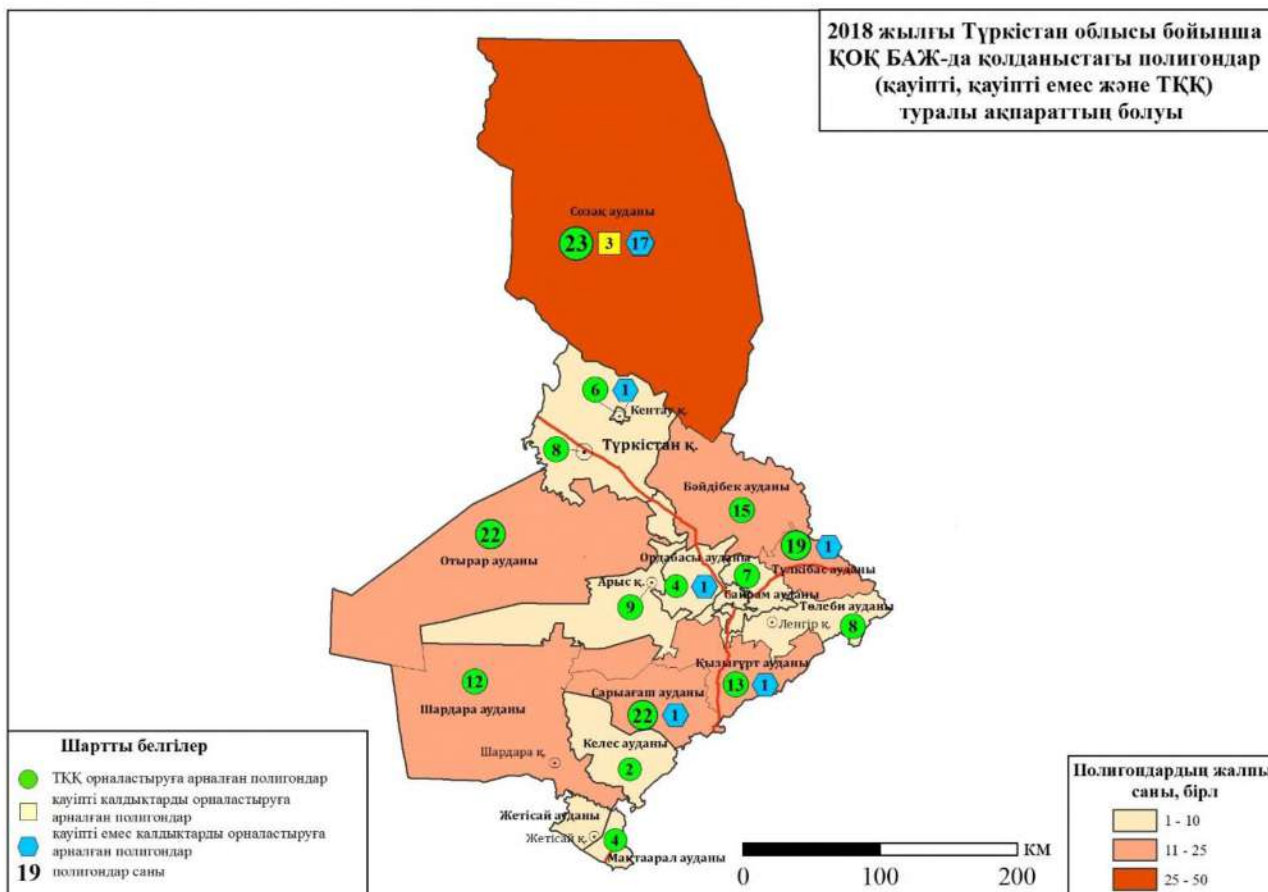 2018 жылғы Түркістан облысы бойынша
ҚОҚ БАЖ-да қолданыстағы полигондар
(қауіпті, қауіпті емес және ТҚҚ)
туралы ақпараттың болуы
Созақ ауданы
23 3 17
6 1
Кентау қ.
8
Түркістан қ.
Бәйдібек ауданы
15
22
Отырар ауданы
19 1
Түлкібас ауданы
Ордабасы ауданы
7
Арыс қ.
4 1
Сайрам ауданы
9
Төлеби ауданы
Ленгір қ.
8
Қызығұрт ауданы
13 1
12
Шардара ауданы
Сарыағаш ауданы
22 1
Келес ауданы
Шардара қ.
2
Жетісай ауданы
Жетісай қ.
4
Мақтаарал ауданы
Шартты белгілер
ТҚҚ орналастыруға арналған полигондар
қауіпті қалдықтарды орналастыруға
арналған полигондар
қауіпті емес қалдықтарды орналастыруға
арналған полигондар
19 полигондар саны
КМ
0 100 200
Полигондардың жалпы
саны, бірл
1 - 10
11 - 25
25 - 50